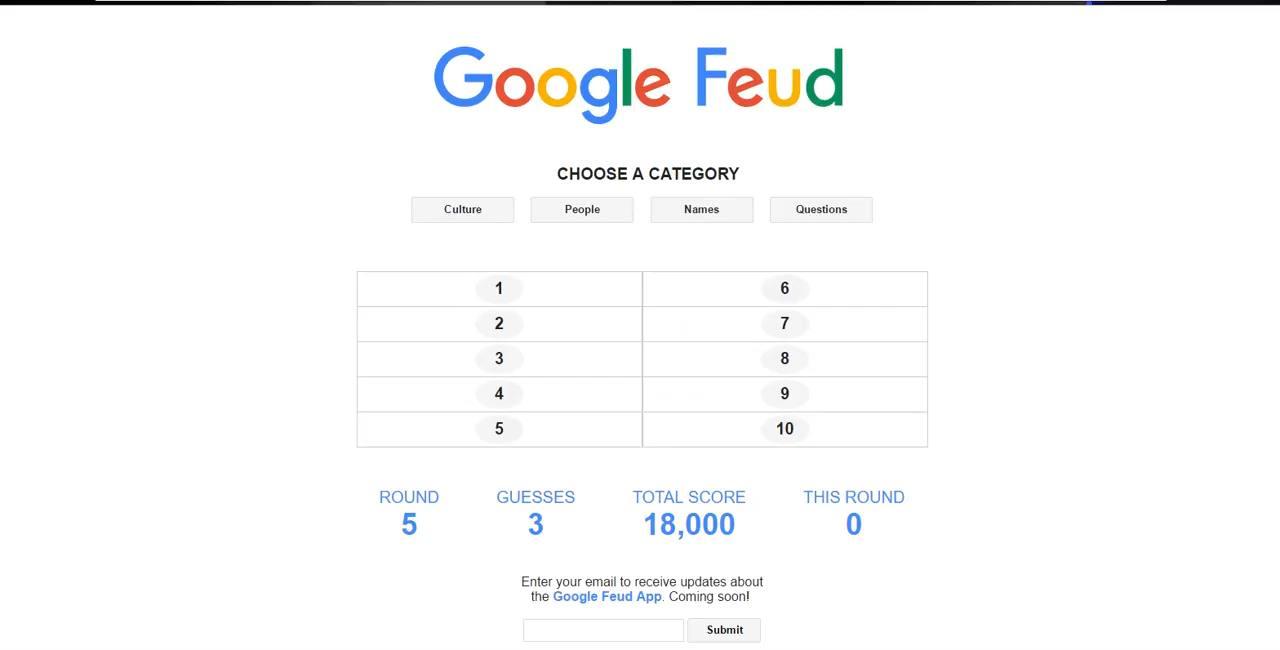 Google Feud
CHOOSE A CATEGORY
Culture People Names Questions
1 6
2 7
3 8
4 9
5 10
ROUND GUESSES TOTAL SCORE THIS ROUND
5 3 18,000 0
Enter your email to receive updates about
the Google Feud App. Coming soon!
Submit